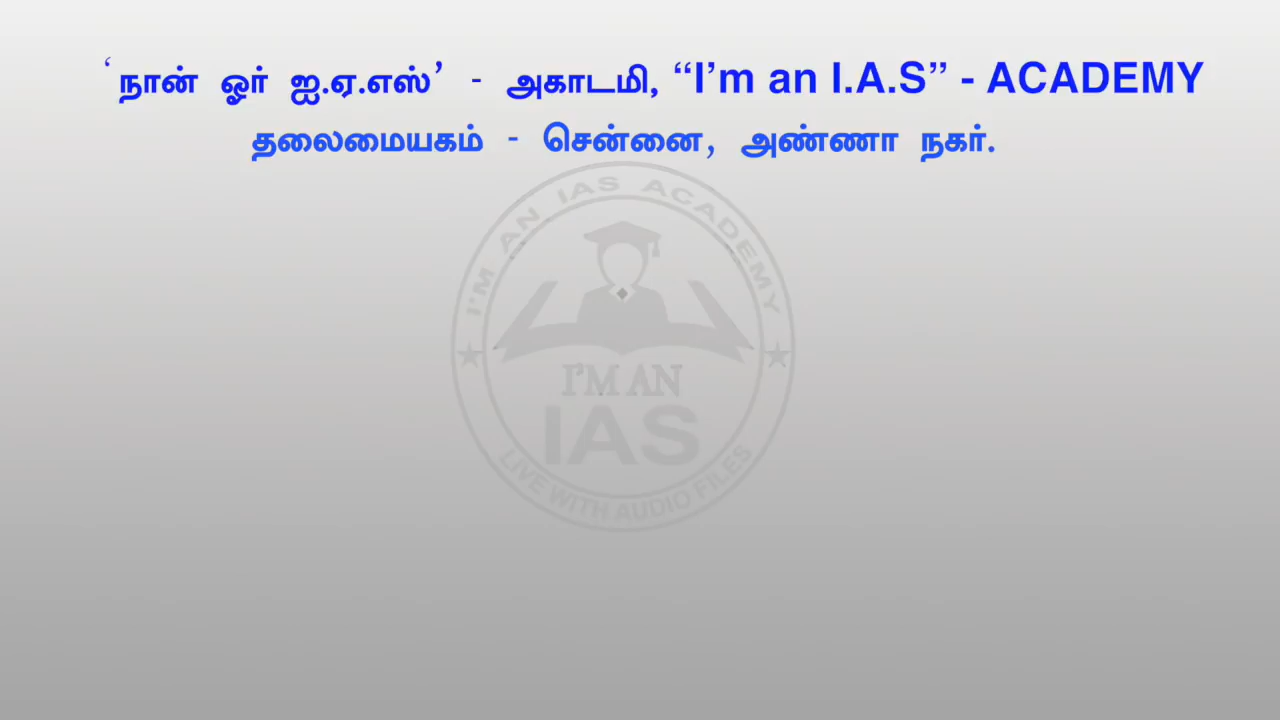 ‘நான் ஓர் ஐ.ஏ.எஸ்’ - அகாடமி, “I’m an I.A.S” - ACADEMY
தலைமையகம் - சென்னை, அண்ணா நகர்.
I'M AN IAS ACADEMY
I'M AN
IAS
LIVE WITH AUDIO FILES